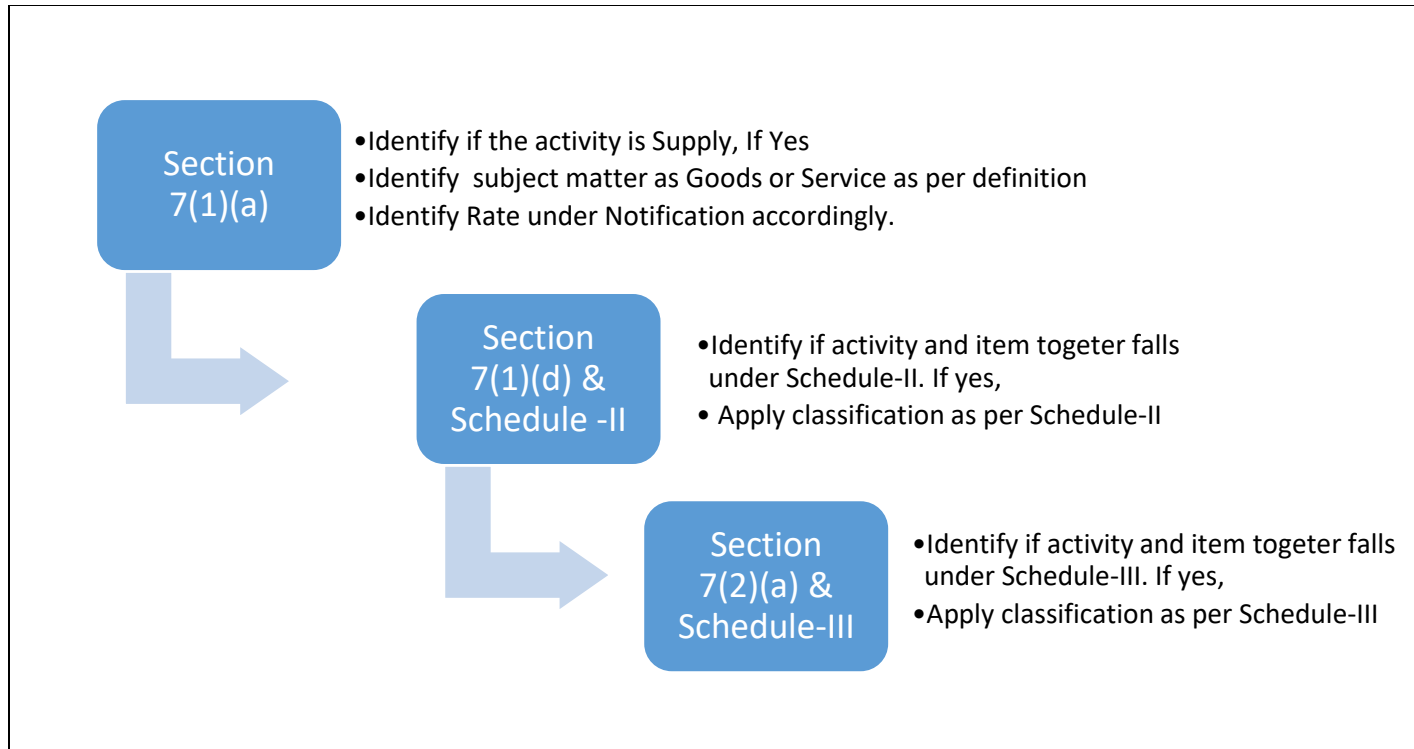 Section
7(1)(a)
•Identify if the activity is Supply, If Yes
•Identify  subject matter as Goods or Service as per definition
•Identify Rate under Notification accordingly.
Section
7(1)(d) &
Schedule -II
•Identify if activity and item togeter falls
under Schedule-II. If yes,
• Apply classification as per Schedule-II
Section
7(2)(a) &
Schedule-III
•Identify if activity and item togeter falls
under Schedule-III. If yes,
•Apply classification as per Schedule-III